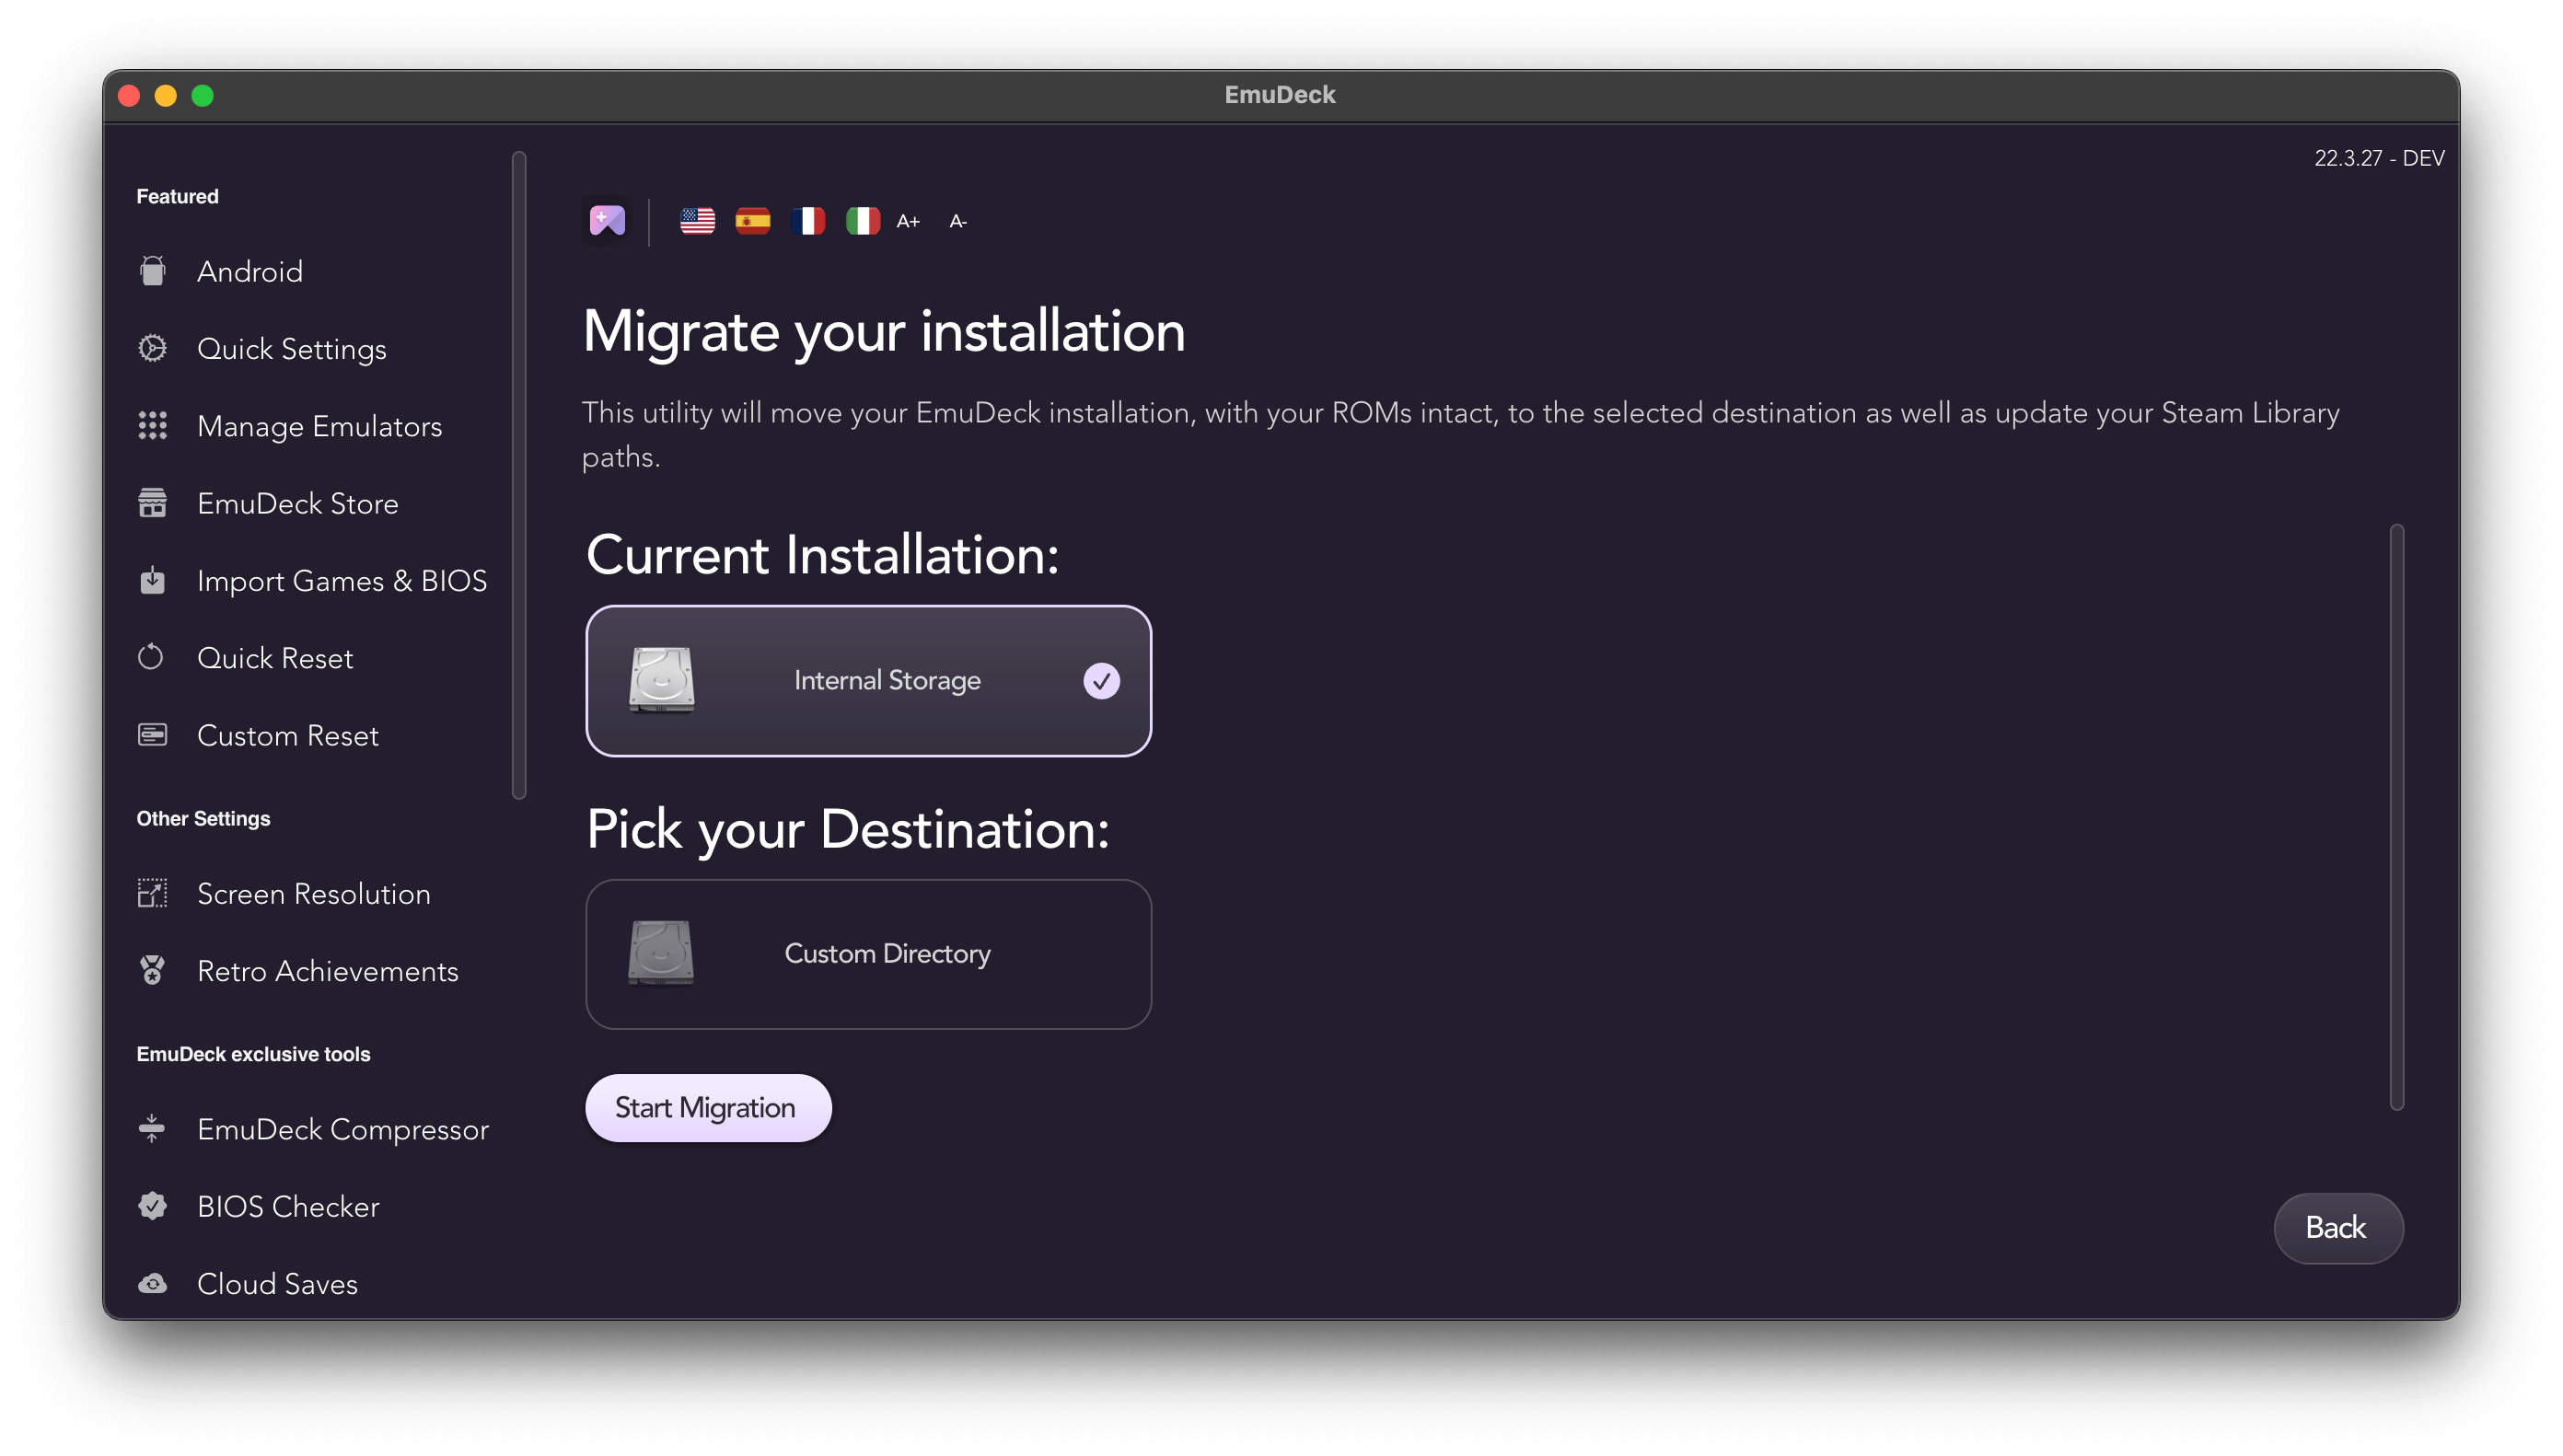 EmuDeck
22.3.27 - DEV
Featured
Android
Quick Settings
Manage Emulators
EmuDeck Store
Import Games & BIOS
Quick Reset
Custom Reset
Other Settings
Screen Resolution
Retro Achievements
EmuDeck exclusive tools
EmuDeck Compressor
BIOS Checker
Cloud Saves
A+ A-
Migrate your installation
This utility will move your EmuDeck installation, with your ROMs intact, to the selected destination as well as update your Steam Library
paths.
Current Installation:
Internal Storage
Pick your Destination:
Custom Directory
Start Migration
Back